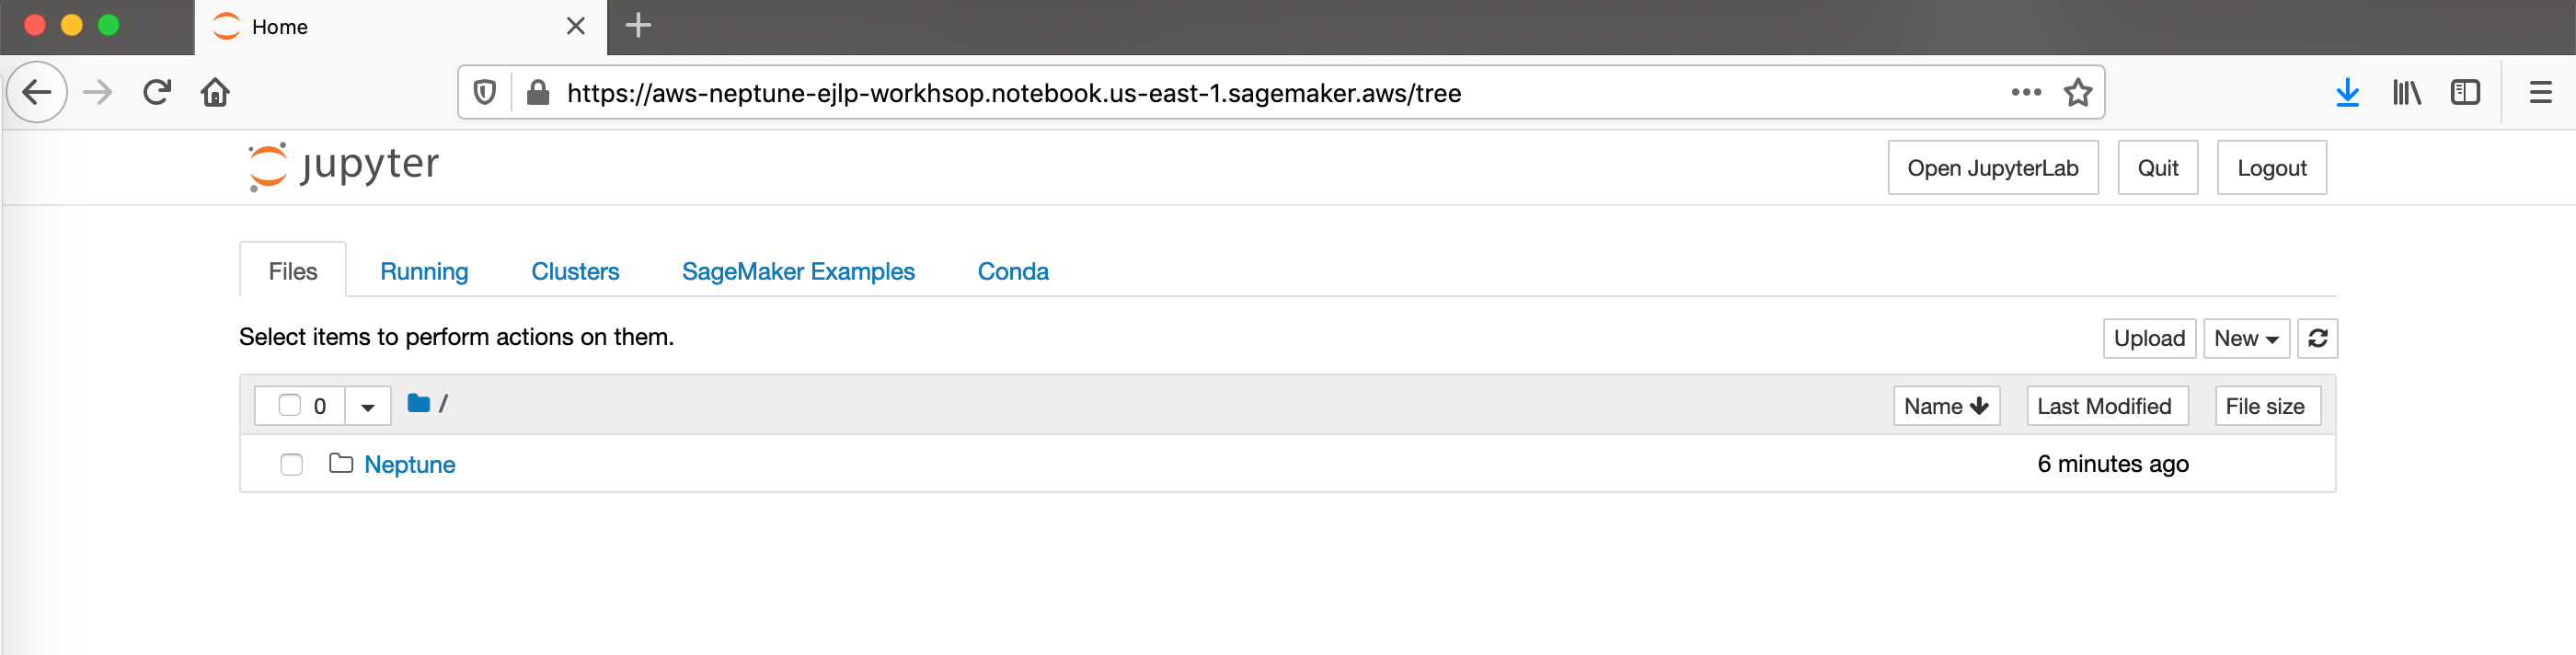 Home
https://aws-neptune-ejlp-workhsop.notebook.us-east-1.sagemaker.aws/tree
jupyter Open JupyterLab Quit Logout
Files Running Clusters SageMaker Examples Conda
Select items to perform actions on them. Upload New
0 / Name Last Modified File size
Neptune 6 minutes ago